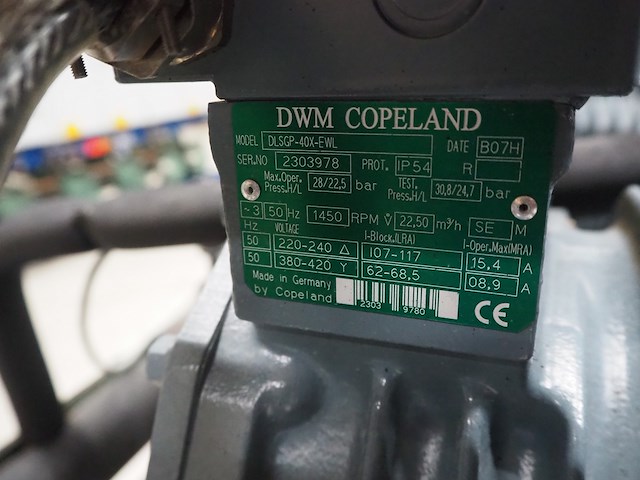 DWM COPELAND
MODEL DLSGP-40X-EWL DATE B07H
SER.NO 2303978 PROT. IP54 R
Max.Oper. Press.H/L 28/22,5 bar TEST. Press.H/L 30,8/24,7 bar
~3 50 Hz 1450 RPM V̇ 22,50 m³/h SE M
Hz VOLTAGE I-Block.(LRA) I-Oper.Max(MRA)
50 220-240 △ 107-117 15.4 A
50 380-420 Y 62-68,5 08,9 A
Made in Germany
by Copeland 2303 9780 CE